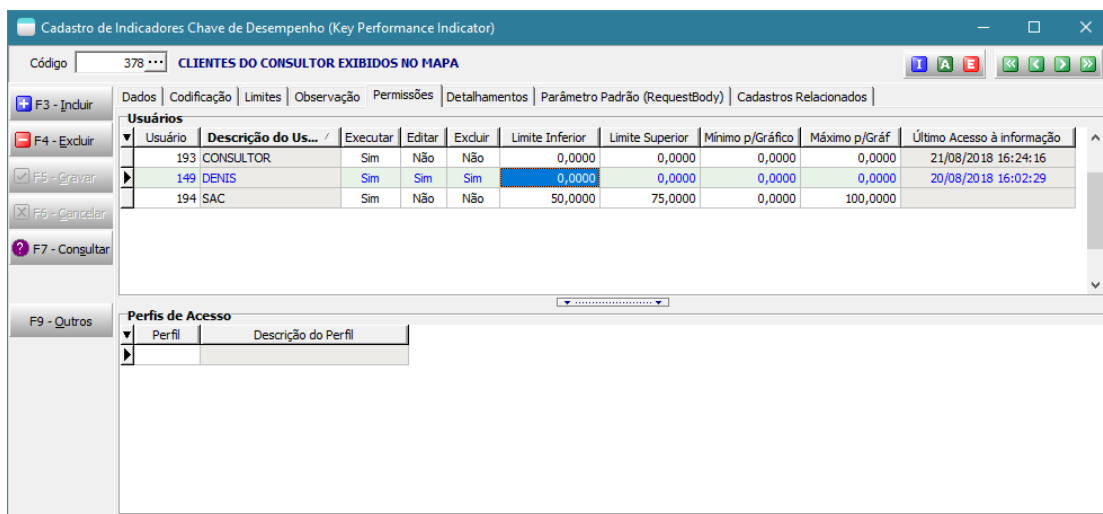 Cadastro de Indicadores Chave de Desempenho (Key Performance Indicator)
Código 378 ... CLIENTES DO CONSULTOR EXIBIDOS NO MAPA I A E
F3 - Incluir
F4 - Excluir
F5 - Gravar
F6 - Cancelar
F7 - Consultar
F9 - Outros
Dados Codificação Limites Observação Permissões Detalhamentos Parâmetro Padrão (RequestBody) Cadastros Relacionados
Usuários
Usuário Descrição do Us... Executar Editar Excluir Limite Inferior Limite Superior Mínimo p/Gráfico Máximo p/Gráf Último Acesso à informação
193 CONSULTOR Sim Não Não 0,0000 0,0000 0,0000 0,0000 21/08/2018 16:24:16
149 DENIS Sim Sim Sim 0,0000 0,0000 0,0000 0,0000 20/08/2018 16:02:29
194 SAC Sim Não Não 50,0000 75,0000 0,0000 100,0000
Perfis de Acesso
Perfil Descrição do Perfil